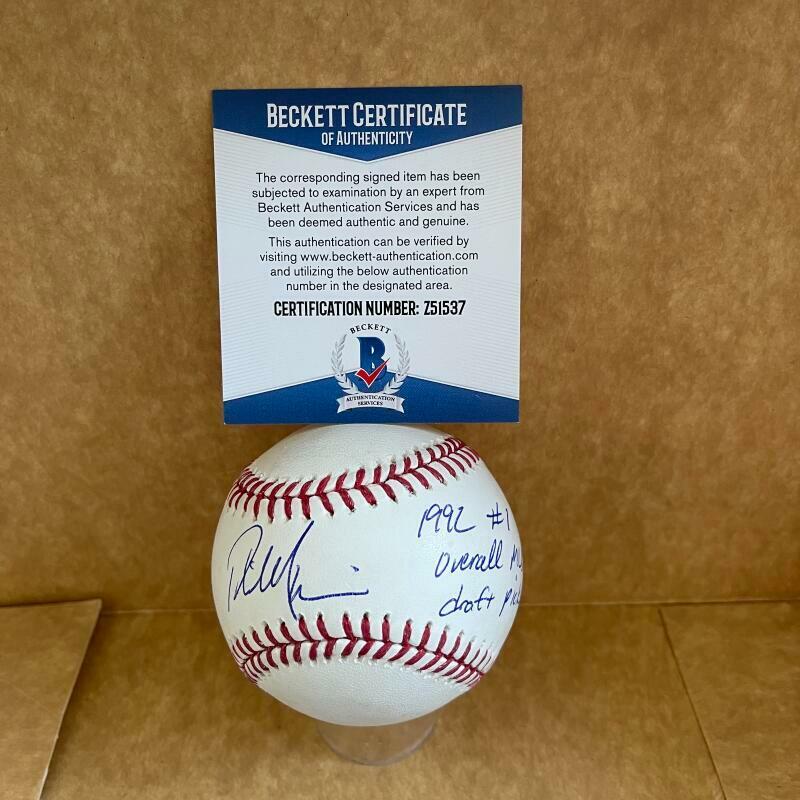 BECKETT CERTIFICATE
OF AUTHENTICITY
The corresponding signed item has been
subjected to examination by an expert from
Beckett Authentication Services and has
been deemed authentic and genuine.
This authentication can be verified by
visiting www.beckett-authentication.com
and utilizing the below authentication
number in the designated area.
CERTIFICATION NUMBER: Z51537
BECKETT
B
AUTHENTICATION
SERVICES
1992 #1
overall
draft